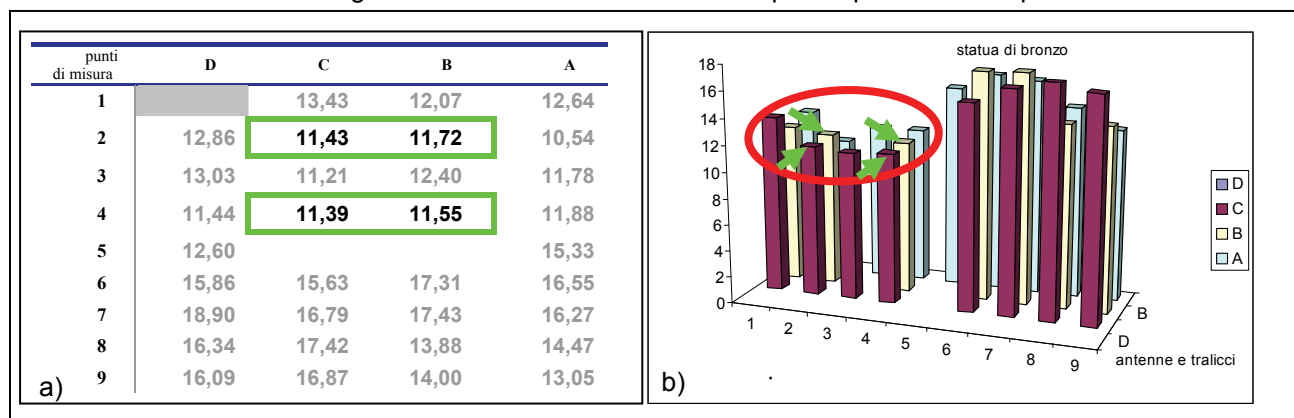 punti
di misura D C B A
1 13,43 12,07 12,64
2 12,86 11,43 11,72 10,54
3 13,03 11,21 12,40 11,78
4 11,44 11,39 11,55 11,88
5 12,60 15,33
6 15,86 15,63 17,31 16,55
7 18,90 16,79 17,43 16,27
8 16,34 17,42 13,88 14,47
9 16,09 16,87 14,00 13,05
a)
statua di bronzo
18
16
14
12
10
8
6
4
2
0
1 2 3 4 5 6 7 8 9
B
D
antenne e tralicci
D
C
B
A
b)